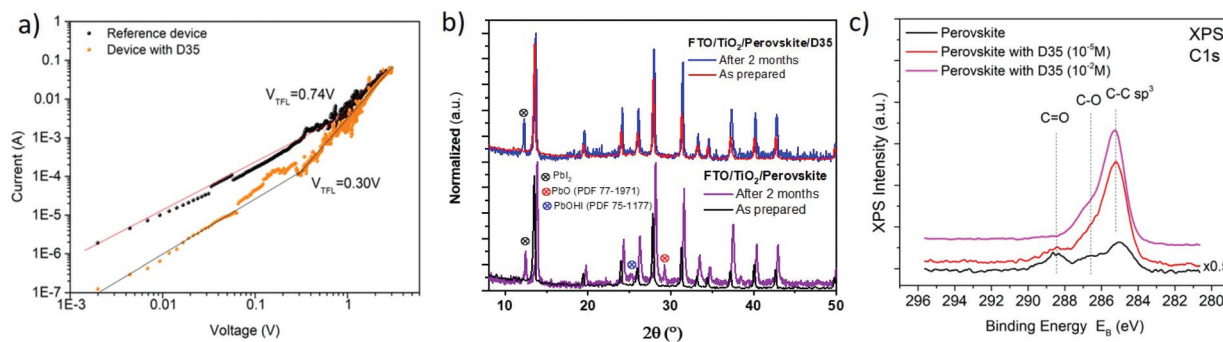 a)
Current (A)
1
0.1
0.01
1E-3
1E-4
1E-5
1E-6
1E-7
Reference device
Device with D35
V_TFL=0.74V
V_TFL=0.30V
1E-3
0.01
0.1
1
Voltage (V)
b)
Normalized (a.u.)
FTO/TiO₂/Perovskite/D35
After 2 months
As prepared
PbI₂
PbO (PDF 77-1971)
PbOHI (PDF 75-1177)
FTO/TiO₂/Perovskite
After 2 months
As prepared
10
20
30
40
50
2θ (°)
c)
XPS Intensity (a.u.)
Perovskite
Perovskite with D35 (10⁻⁵M)
Perovskite with D35 (10⁻²M)
XPS
C1s
C=O
C-O
C-C sp³
x0.5
296
294
292
290
288
286
284
282
280
Binding Energy E_B (eV)